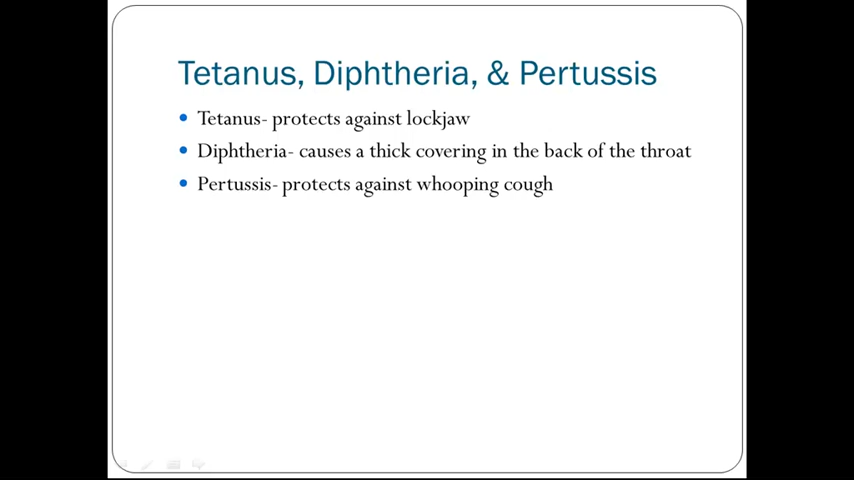 Tetanus, Diphtheria, & Pertussis
• Tetanus- protects against lockjaw
• Diphtheria- causes a thick covering in the back of the throat
• Pertussis- protects against whooping cough